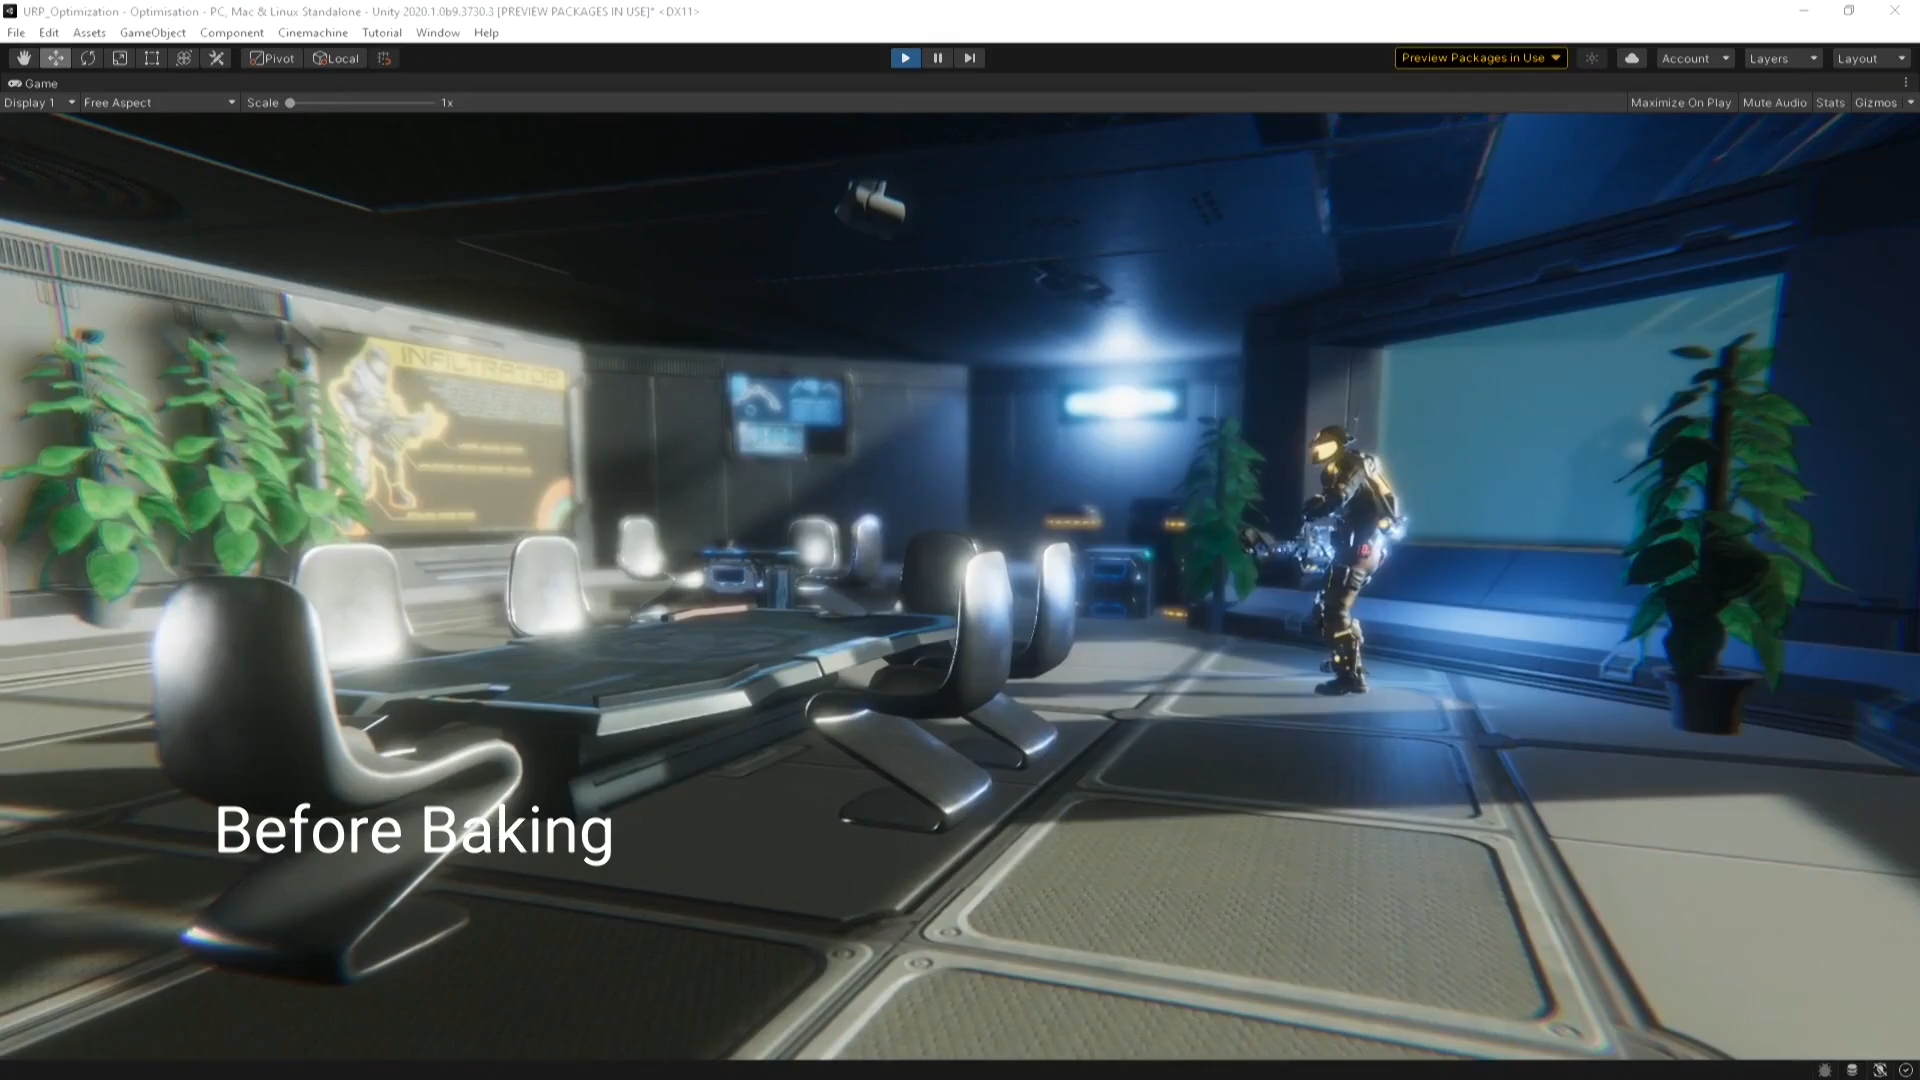 URP_Optimization - Optimisation - PC, Mac & Linux Standalone - Unity 2020.1.0b9.3730.3 [PREVIEW PACKAGES IN USE]* <DX11>
File Edit Assets GameObject Component Cinemachine Tutorial Window Help
Pivot Local Preview Packages in Use Account Layers Layout
Game
Display 1 Free Aspect Scale 1x Maximize On Play Mute Audio Stats Gizmos
INFILTRATOR
Before Baking